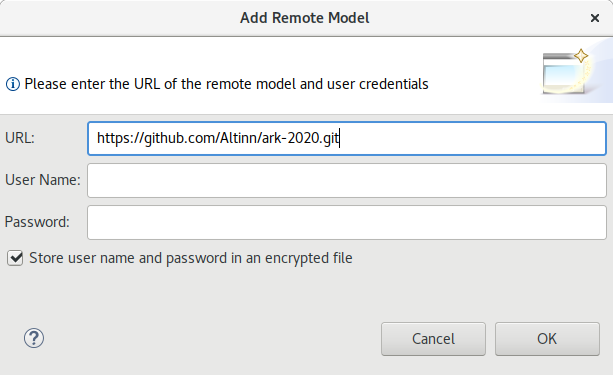 Add Remote Model
Please enter the URL of the remote model and user credentials
URL:
https://github.com/Altinn/ark-2020.git
User Name:
Password:
Store user name and password in an encrypted file
?
Cancel
OK